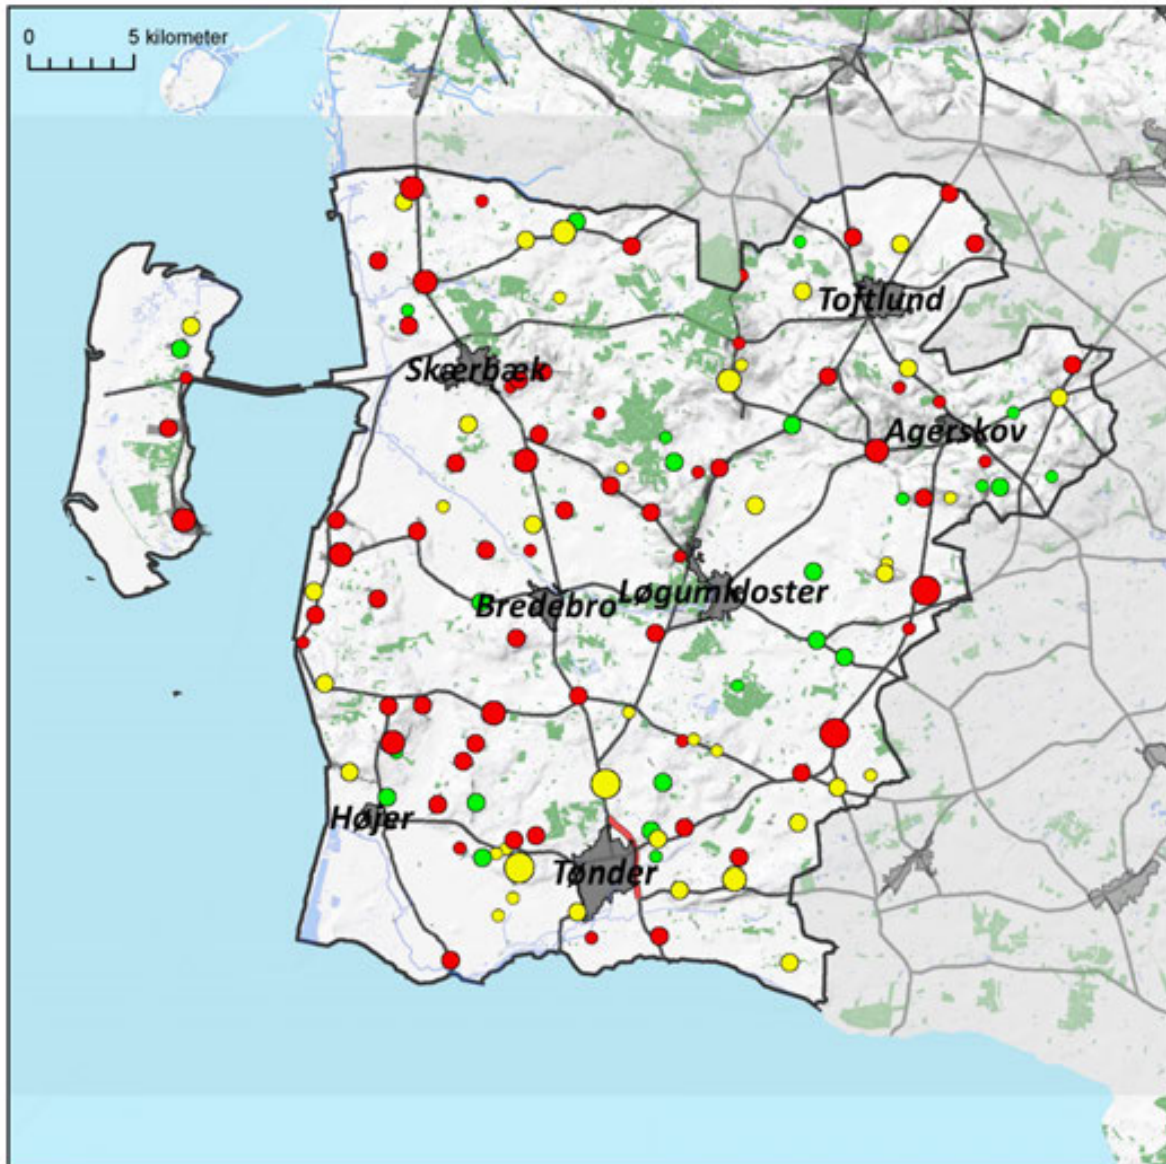 0 5 kilometer
Toftlund
Skærbæk
Agerskov
Løgumkloster
Bredebro
Højer
Tønder